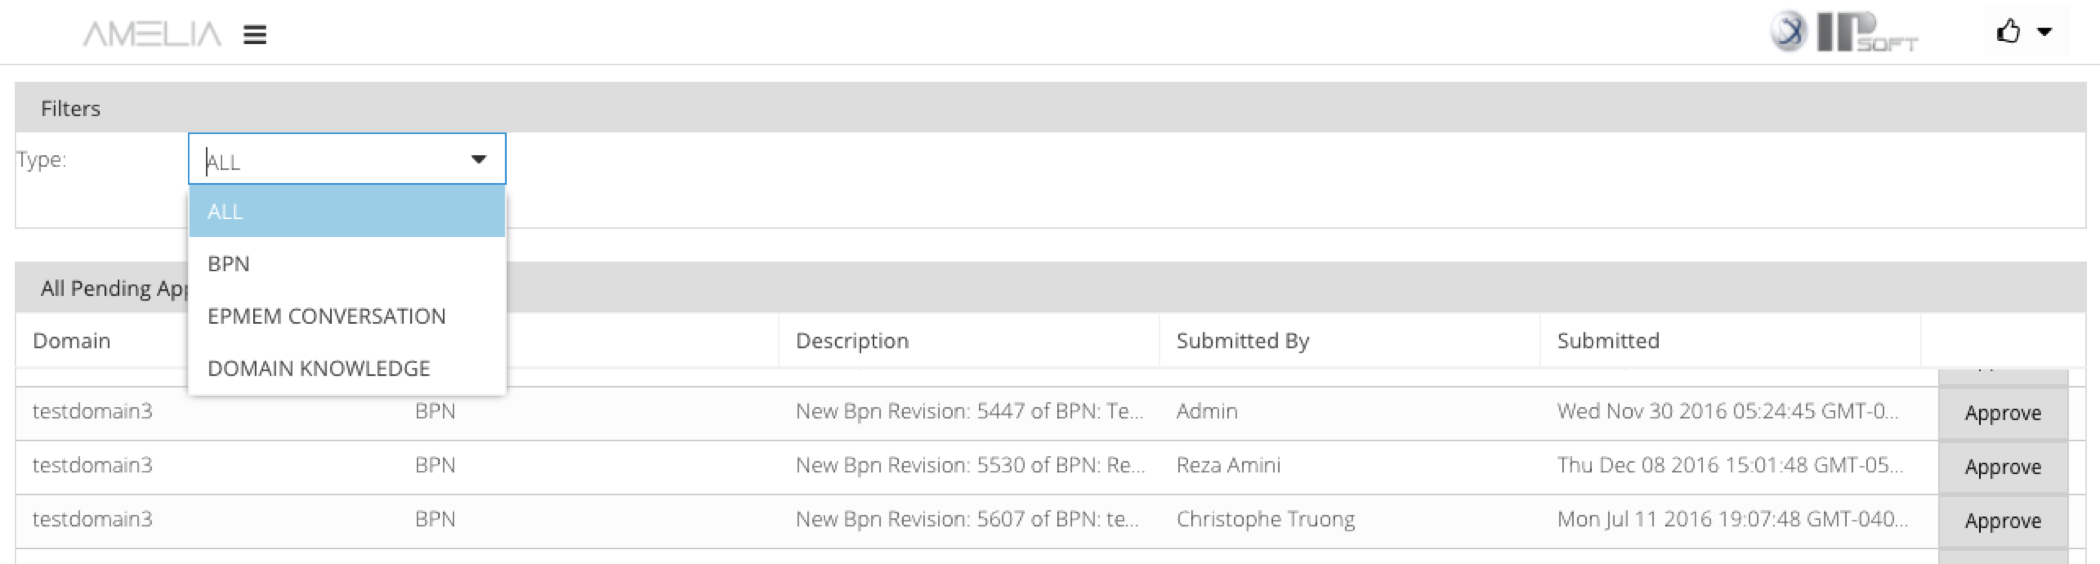 AMELIA
IPSOFT
Filters
Type:
ALL
ALL
BPN
EPMEM CONVERSATION
DOMAIN KNOWLEDGE
All Pending
Domain Description Submitted By Submitted
testdomain3 BPN New Bpn Revision: 5447 of BPN: Te... Admin Wed Nov 30 2016 05:24:45 GMT-0... Approve
testdomain3 BPN New Bpn Revision: 5530 of BPN: Re... Reza Amini Thu Dec 08 2016 15:01:48 GMT-05... Approve
testdomain3 BPN New Bpn Revision: 5607 of BPN: te... Christophe Truong Mon Jul 11 2016 19:07:48 GMT-040... Approve